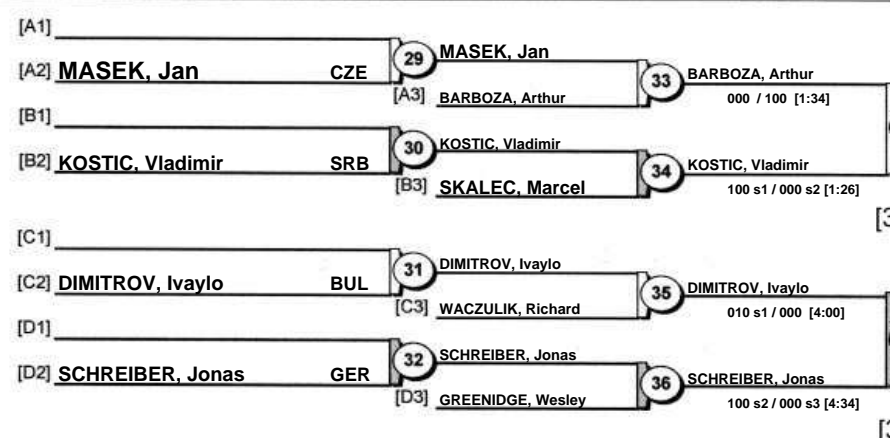 [A1]
[A2] MASEK, Jan CZE
29
MASEK, Jan
[A3] BARBOZA, Arthur
33
BARBOZA, Arthur
000 / 100 [1:34]
[B1]
[B2] KOSTIC, Vladimir SRB
30
KOSTIC, Vladimir
[B3] SKALEC, Marcel
34
KOSTIC, Vladimir
100 s1 / 000 s2 [1:26]
[3
[C1]
[C2] DIMITROV, Ivaylo BUL
31
DIMITROV, Ivaylo
[C3] WACZULIK, Richard
35
DIMITROV, Ivaylo
010 s1 / 000 [4:00]
[D1]
[D2] SCHREIBER, Jonas GER
32
SCHREIBER, Jonas
[D3] GREENIDGE, Wesley
36
SCHREIBER, Jonas
100 s2 / 000 s3 [4:34]
[3